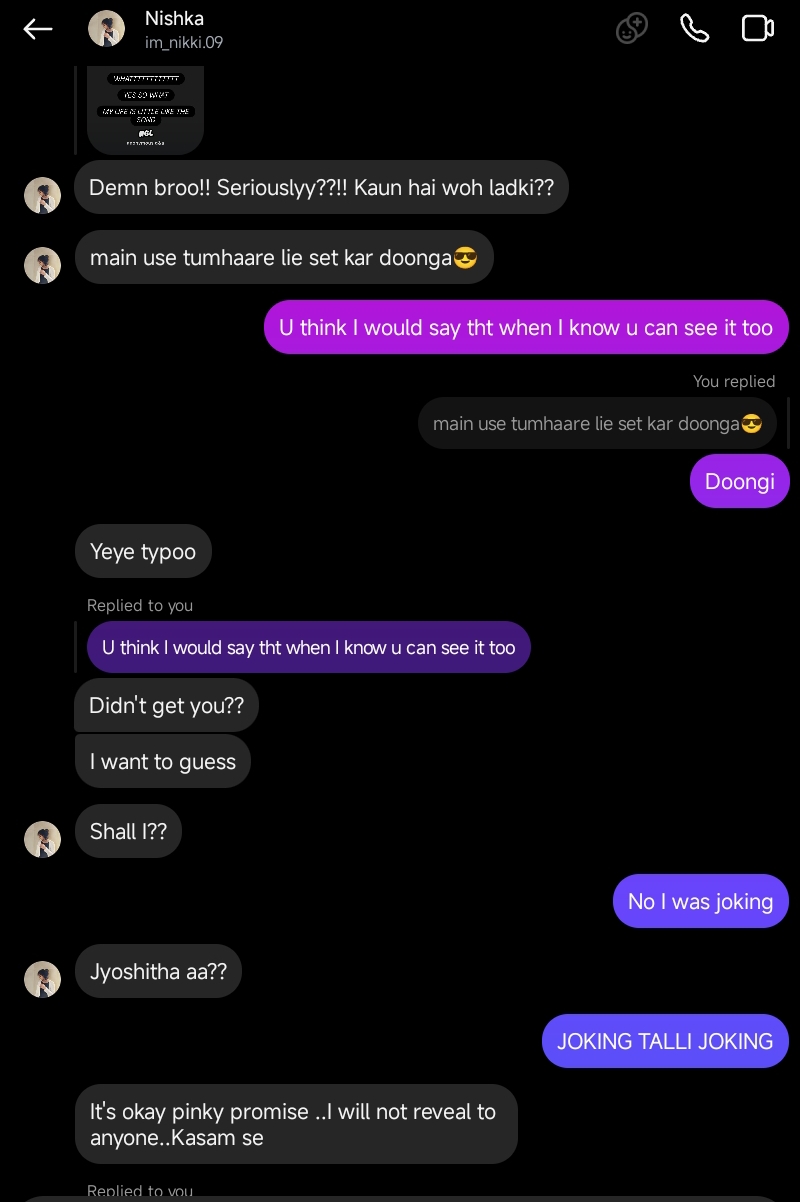 Nishka
im_nikki.09
WHATTTTTTTTTTTT
YES SO WHAT
MY LIFE IS LITTLE LIKE THE
SONG
NGL
anonymous q&a
Demn broo!! Seriouslyy??!! Kaun hai woh ladki??
main use tumhaare lie set kar doonga😎
U think I would say tht when I know u can see it too
You replied
main use tumhaare lie set kar doonga😎
Doongi
Yeye typoo
Replied to you
U think I would say tht when I know u can see it too
Didn't get you??
I want to guess
Shall I??
No I was joking
Jyoshitha aa??
JOKING TALLI JOKING
It's okay pinky promise ..I will not reveal to
anyone..Kasam se
Replied to you